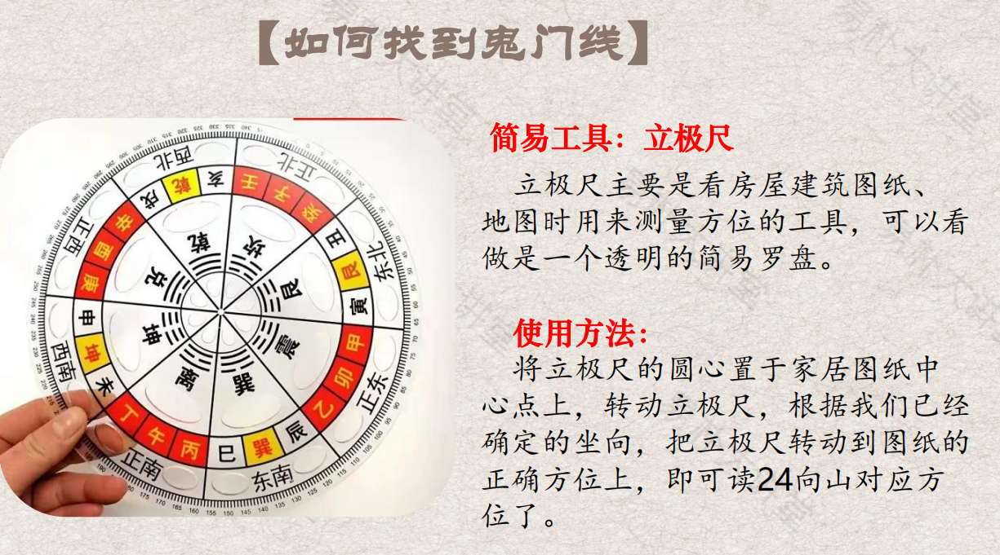 【如何找到鬼门线】
简易工具：立极尺
立极尺主要是看房屋建筑图纸、
地图时用来测量方位的工具，可以看
做是一个透明的简易罗盘。
使用方法：
将立极尺的圆心置于家居图纸中
心点上，转动立极尺，根据我们已经
确定的坐向，把立极尺转动到图纸的
正确方位上，即可读24向山对应方
位了。
正北
东北
正东
东南
正南
西南
正西
西北
壬
子
癸
丑
艮
寅
甲
卯
乙
辰
巽
巳
丙
午
丁
未
坤
申
庚
酉
辛
戌
乾
亥
坎
艮
震
巽
離
坤
兑
乾